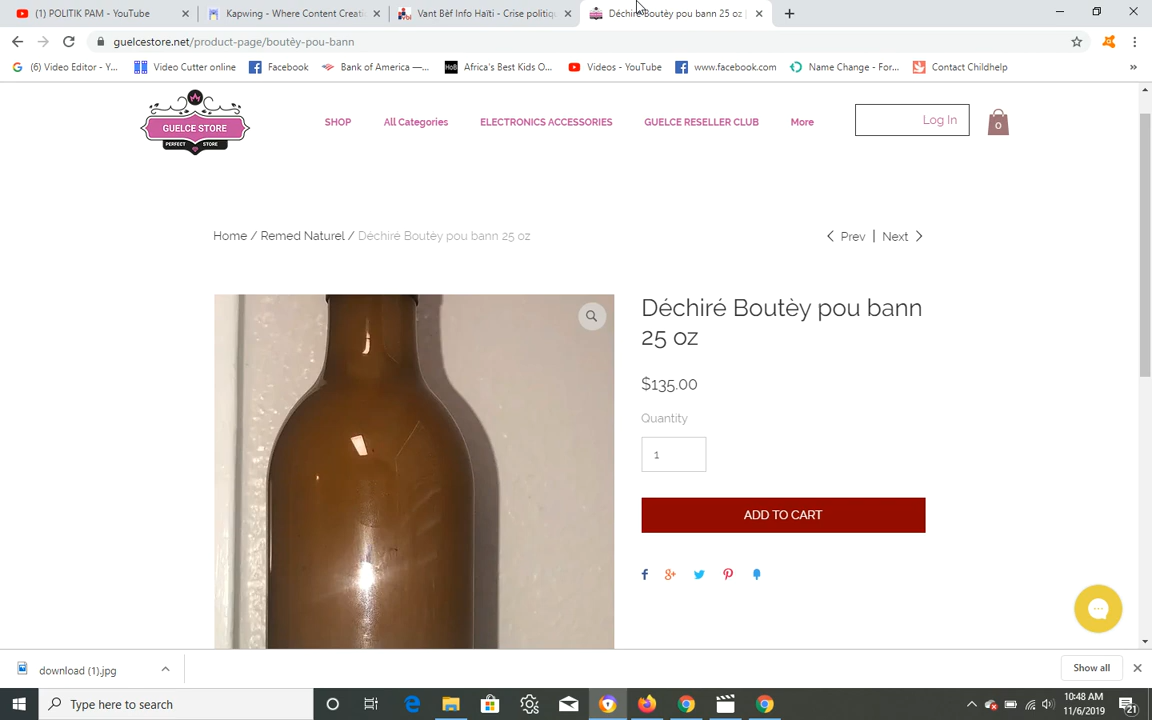 (1) POLITIK PAM - YouTube
Kapwing - Where Content Creati
Vant Bèf Info Haïti - Crise politiqu
Déchiré Boutèy pou bann 25 oz |
guelcestore.net/product-page/boutèy-pou-bann
(6) Video Editor - Y...
Video Cutter online
Facebook
Bank of America —...
HoB
Africa's Best Kids O...
Videos - YouTube
www.facebook.com
Name Change - For...
Contact Childhelp
GUELCE STORE
PERFECT STORE
SHOP
All Categories
ELECTRONICS ACCESSORIES
GUELCE RESELLER CLUB
More
Log In
0
Home / Remed Naturel / Déchiré Boutèy pou bann 25 oz
Prev | Next
Déchiré Boutèy pou bann
25 oz
$135.00
Quantity
1
ADD TO CART
download (1).jpg
Show all
Type here to search
10:48 AM
11/6/2019
21